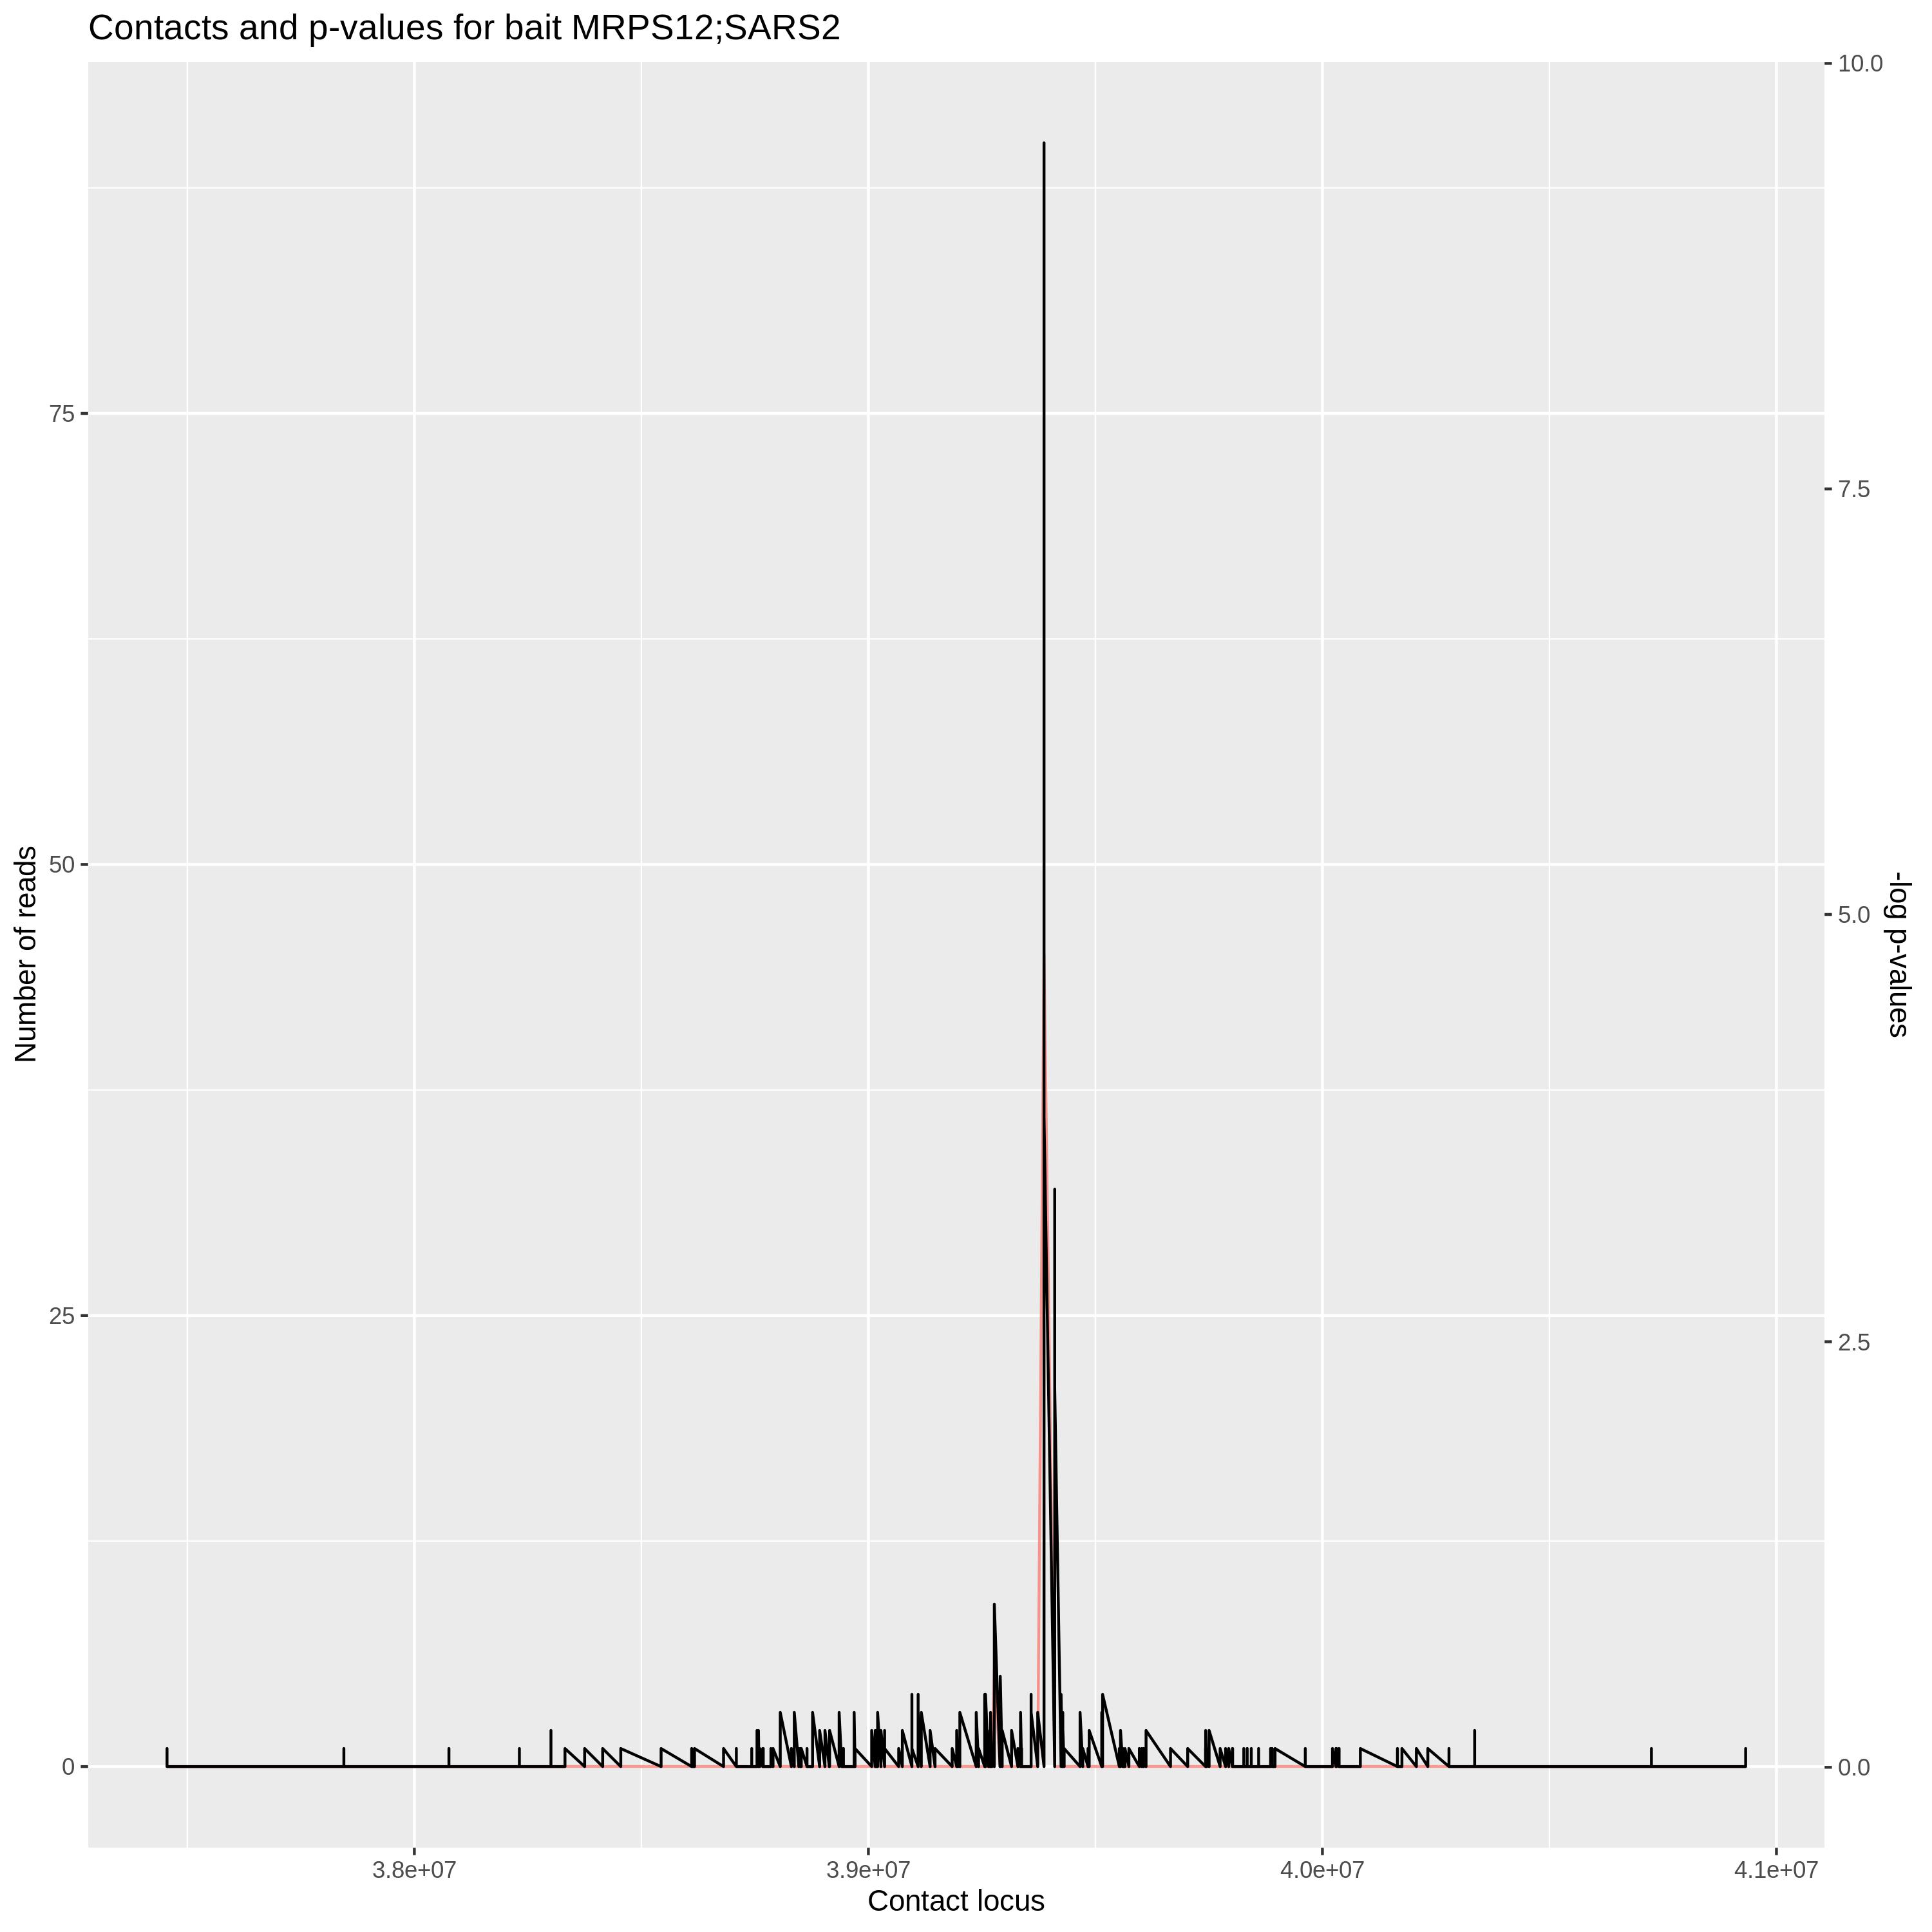 Contacts and p-values for bait MRPS12;SARS2
10.0
75
7.5
50
5.0
Number of reads
-log p-values
25
2.5
0
0.0
3.8e+07
3.9e+07
4.0e+07
4.1e+07
Contact locus